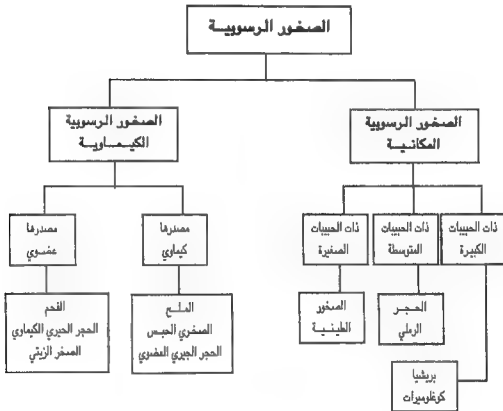 الصخور الرسوبية
الصخور الرسوبية
المكانية
الصخور الرسوبية
الكيماوية
ذات الحبيبات
الكبيرة
ذات الحبيبات
المتوسطة
ذات الحبيبات
الصغيرة
مصدرها
كيماوي
مصدرها
عضوي
الحجر
الرملي
الصخور
الطينية
بريشيا
كونغلوميرات
الملح
الصخري الجبس
الحجر الجيري العضوي
الفحم
الحجر الجيري الكيماوي
الصخر الزيتي